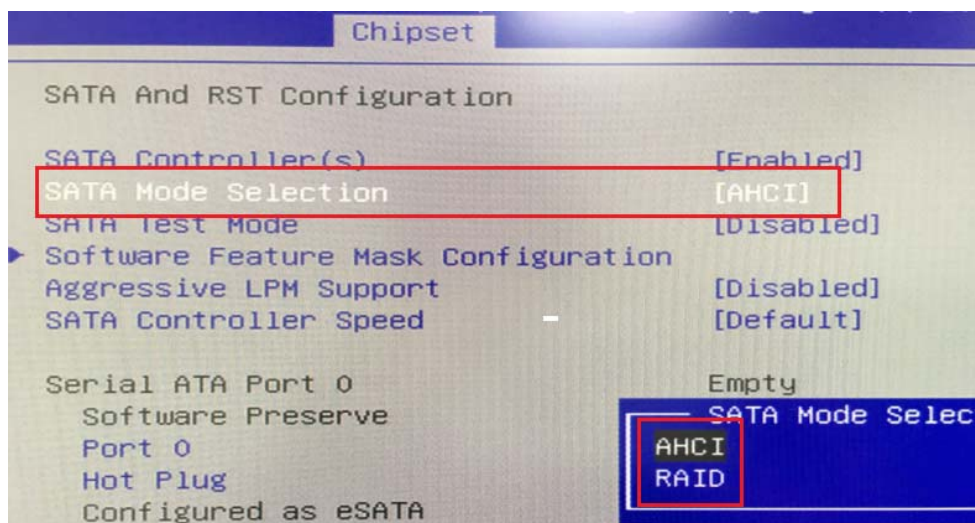 Chipset
SATA And RST Configuration
SATA Controller(s) [Enabled]
SATA Mode Selection [AHCI]
SATA Test Mode [Disabled]
Software Feature Mask Configuration
Aggressive LPM Support [Disabled]
SATA Controller Speed [Default]
Serial ATA Port 0 Empty
Software Preserve
SATA Mode Selec
Port 0
AHCI
Hot Plug
RAID
Configured as eSATA